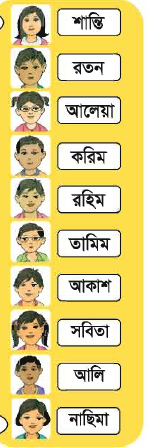 শান্তি
রতন
আলেয়া
করিম
রহিম
তামিম
আকাশ
সবিতা
আলি
নাছিমা